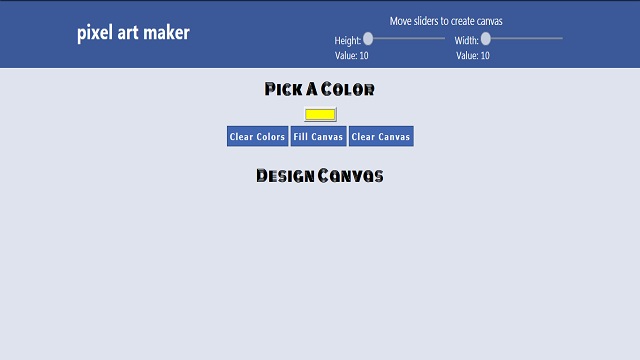 pixel art maker
Move sliders to create canvas
Height:
Width:
Value: 10
Value: 10
Pick A Color
Clear Colors
Fill Canvas
Clear Canvas
Design Canvas